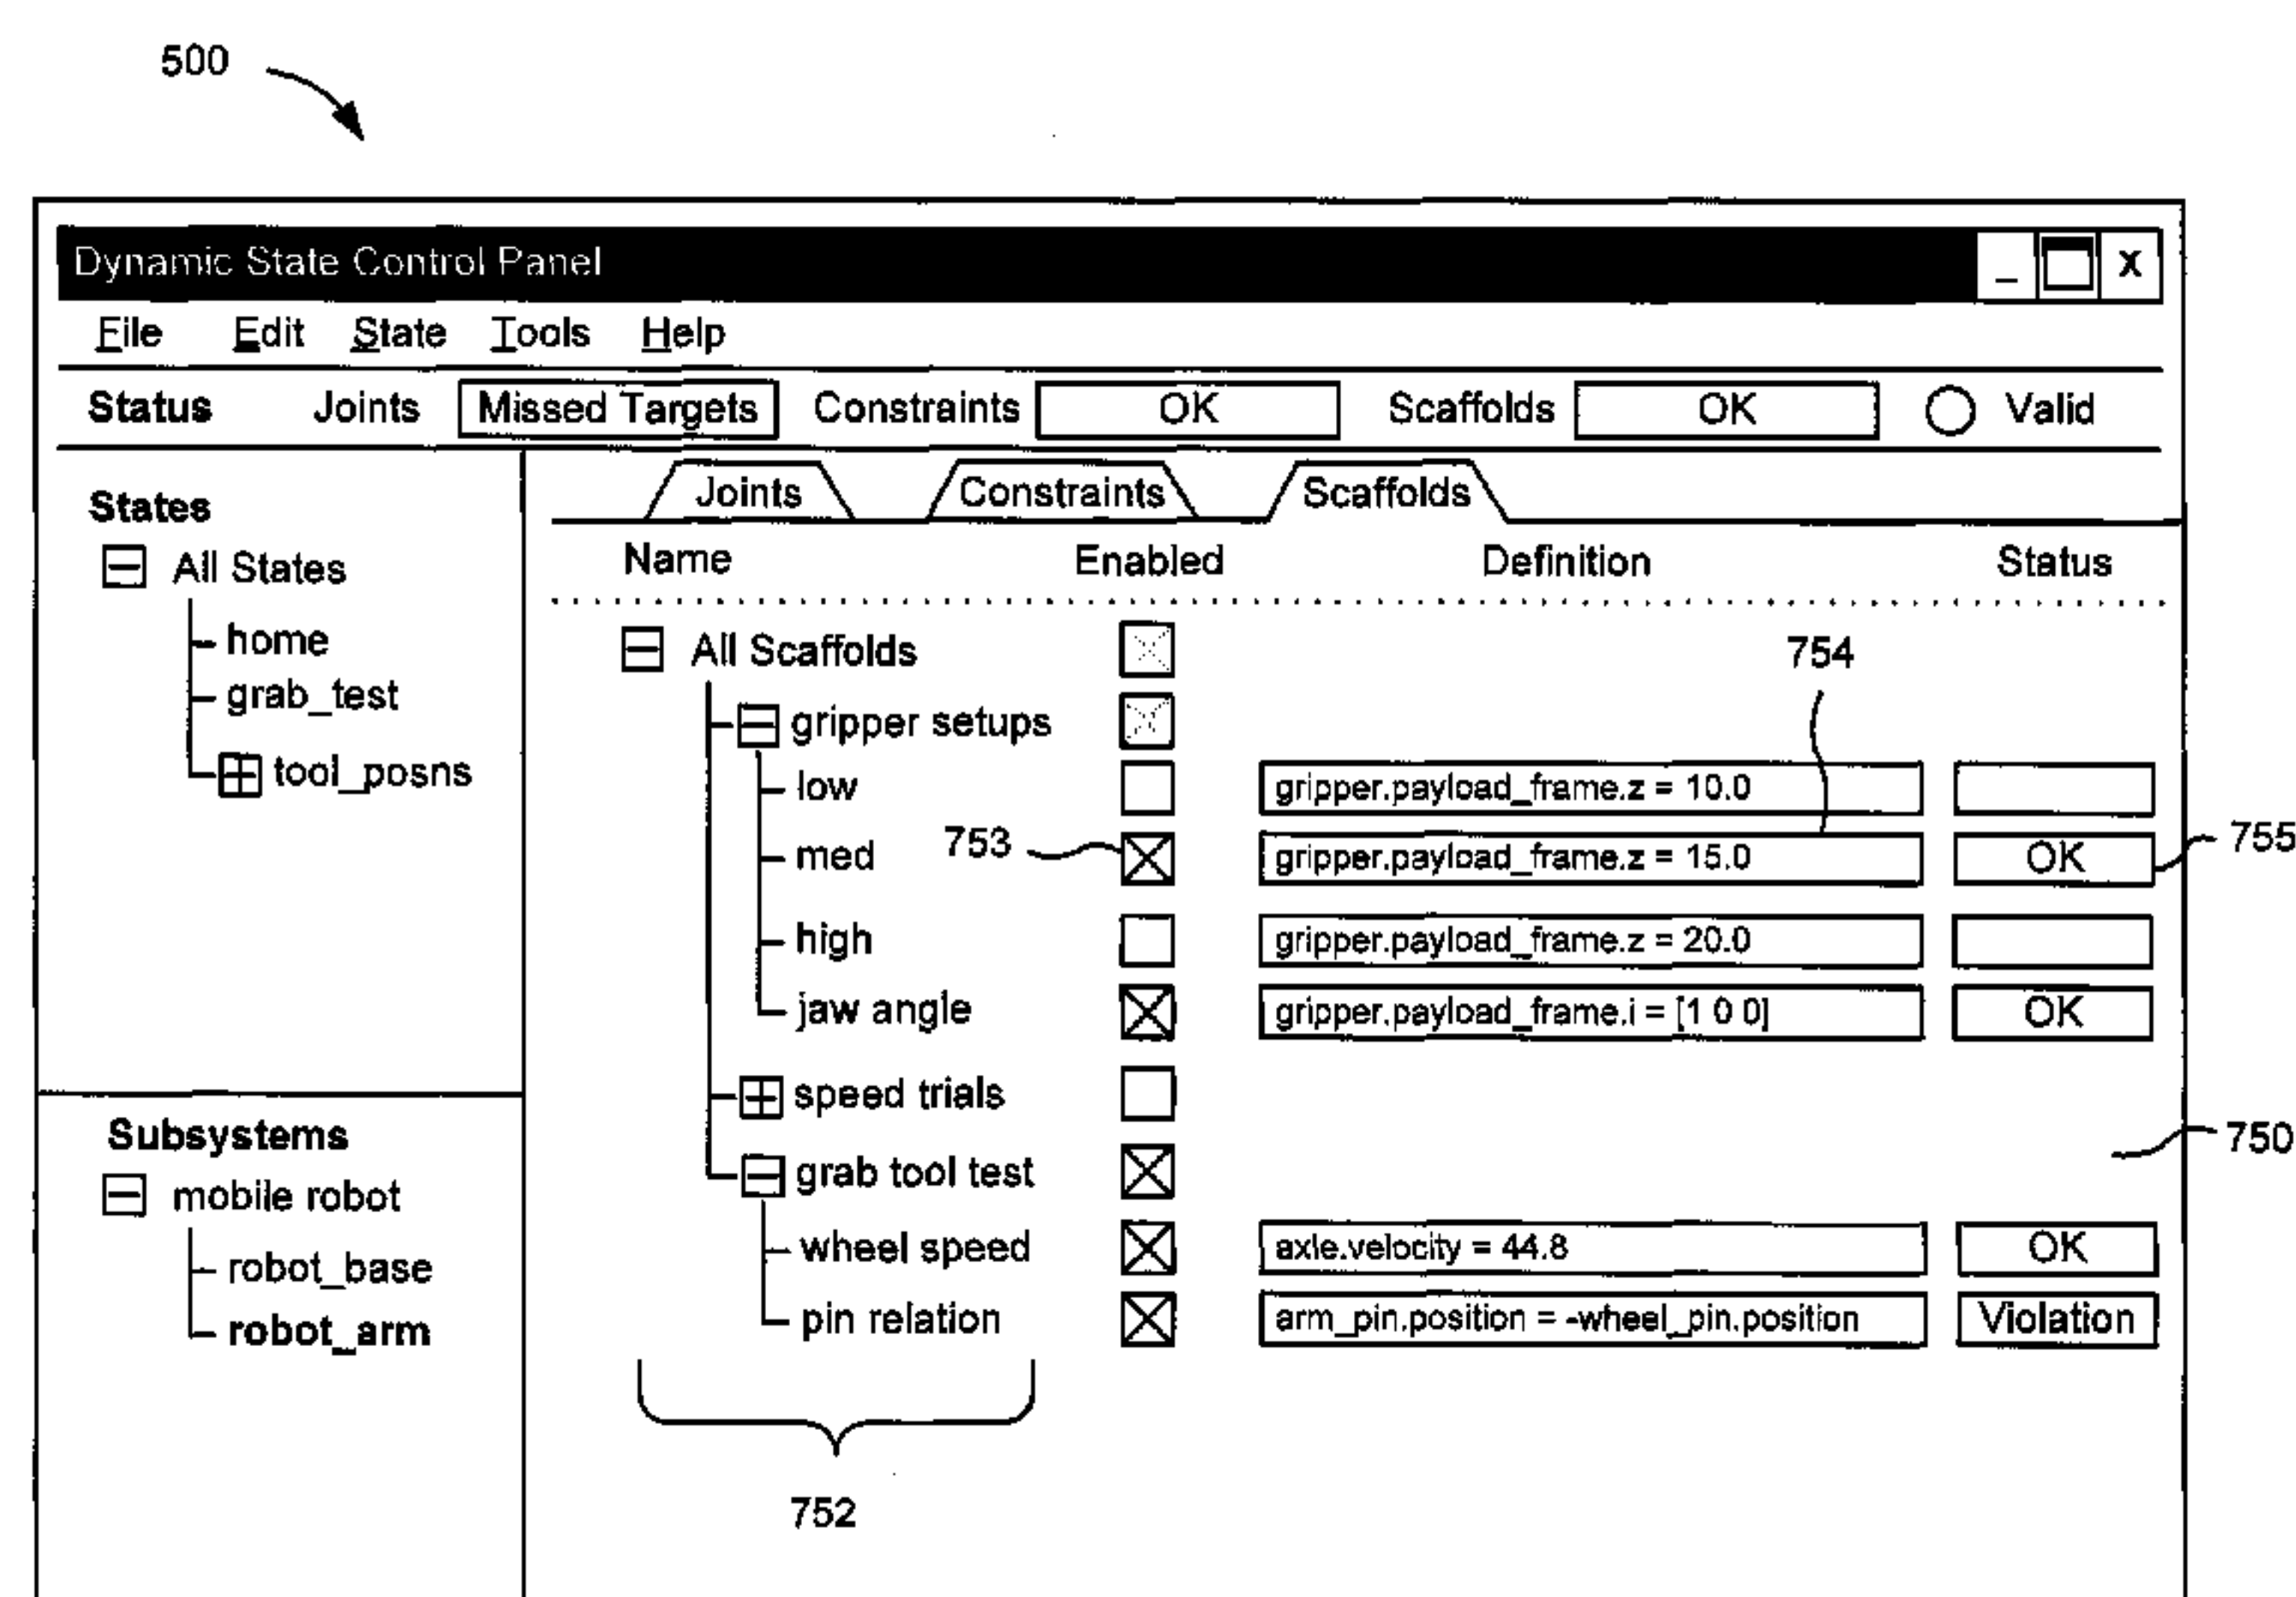 500
Dynamic State Control Panel _ X
File Edit State Tools Help
Status Joints Missed Targets Constraints OK Scaffolds OK Valid
States
All States
home
grab_test
tool_posns
Subsystems
mobile robot
robot_base
robot_arm
Joints Constraints Scaffolds
Name Enabled Definition Status
All Scaffolds
754
gripper setups
low gripper.payload_frame.z = 10.0
med 753 gripper.payload_frame.z = 15.0 OK 755
high gripper.payload_frame.z = 20.0
jaw angle gripper.payload_frame.i = [1 0 0] OK
speed trials
750
grab tool test
wheel speed axle.velocity = 44.8 OK
pin relation arm_pin.position = -wheel_pin.position Violation
752